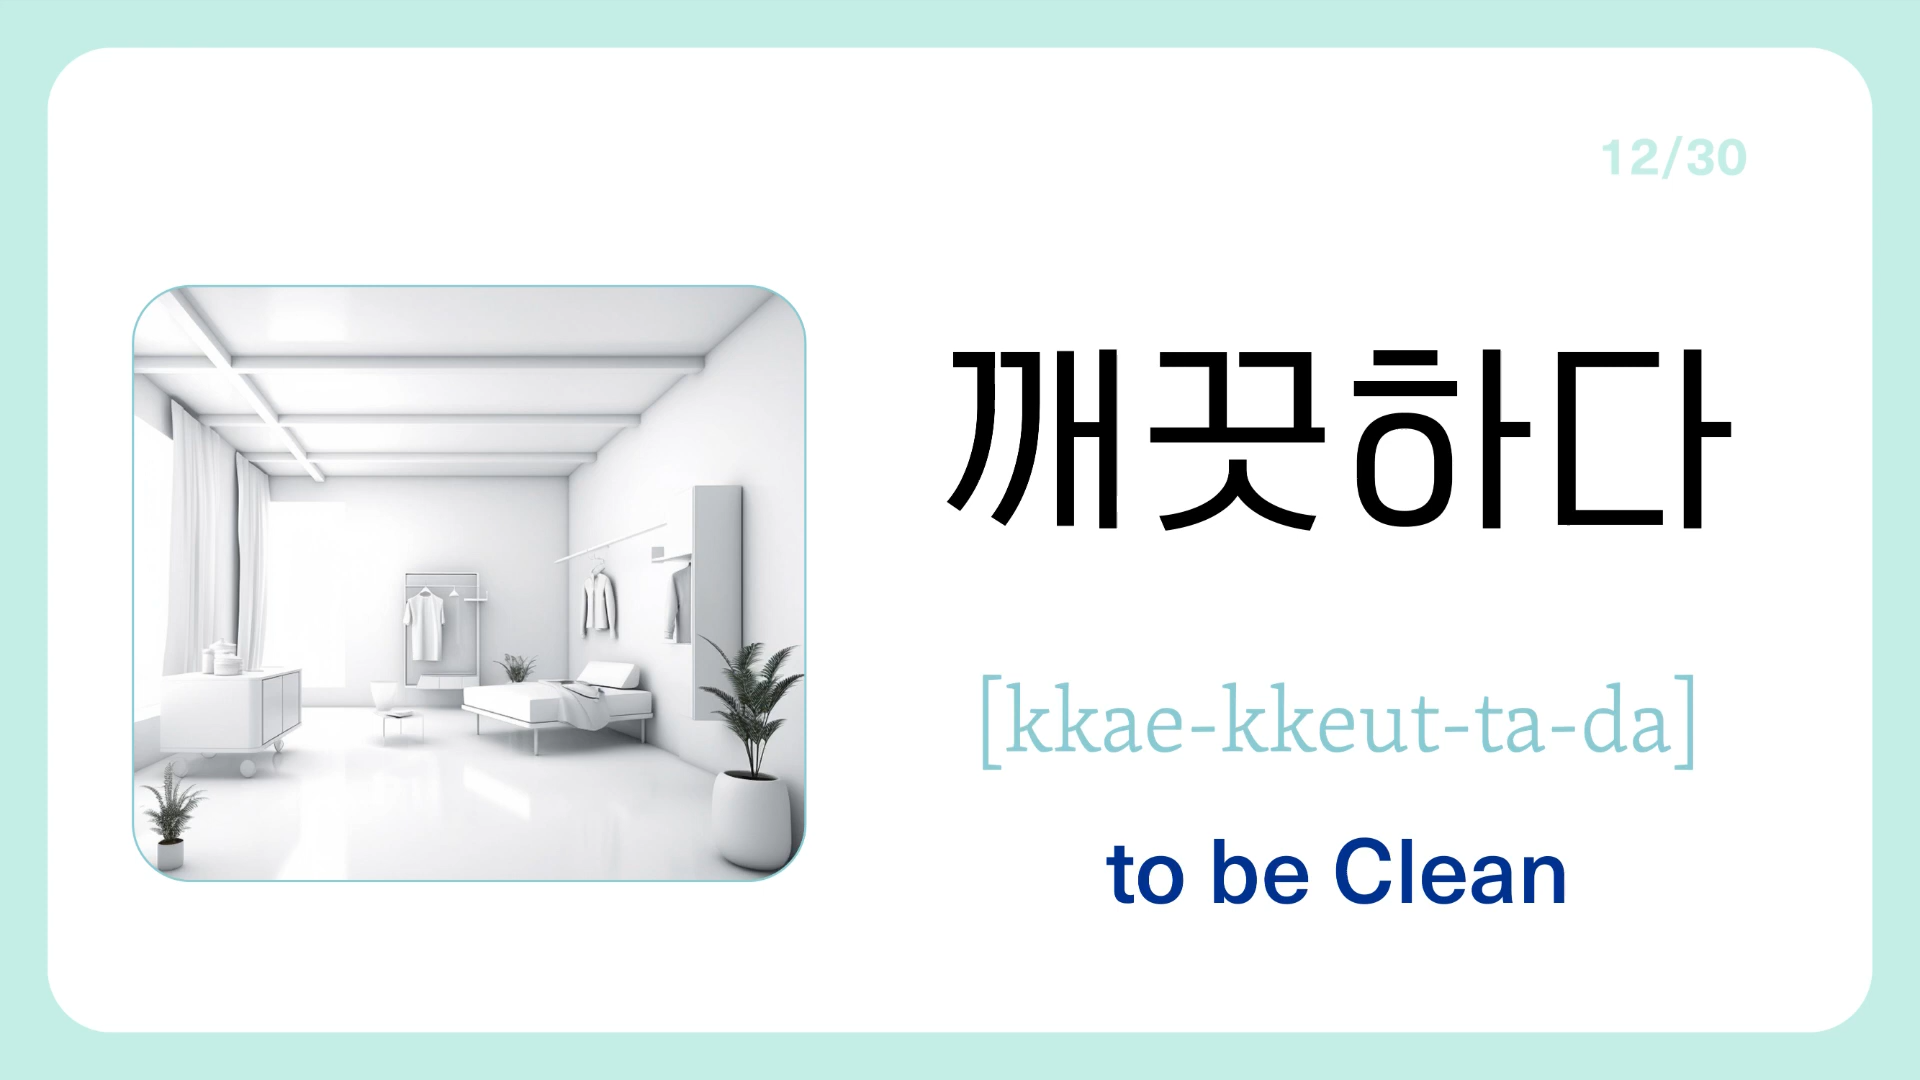 12/30
깨끗하다
[kkae-kkeut-ta-da]
to be Clean